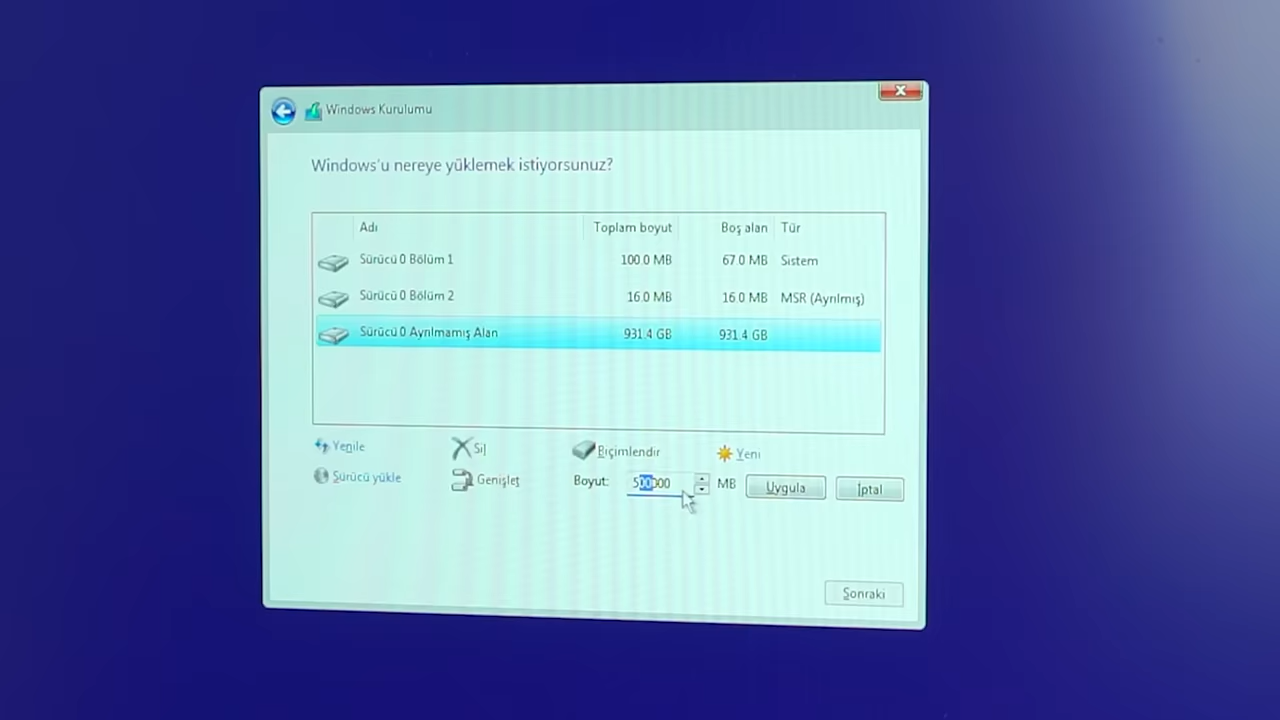 Windows Kurulumu
Windows'u nereye yüklemek istiyorsunuz?
Adı Toplam boyut Boş alan Tür
Sürücü 0 Bölüm 1 100.0 MB 67.0 MB Sistem
Sürücü 0 Bölüm 2 16.0 MB 16.0 MB MSR (Ayrılmış)
Sürücü 0 Ayrılmamış Alan 931.4 GB 931.4 GB
Yenile Sil Biçimlendir Yeni
Sürücü yükle Genişlet Boyut: 500000 MB Uygula İptal
Sonraki